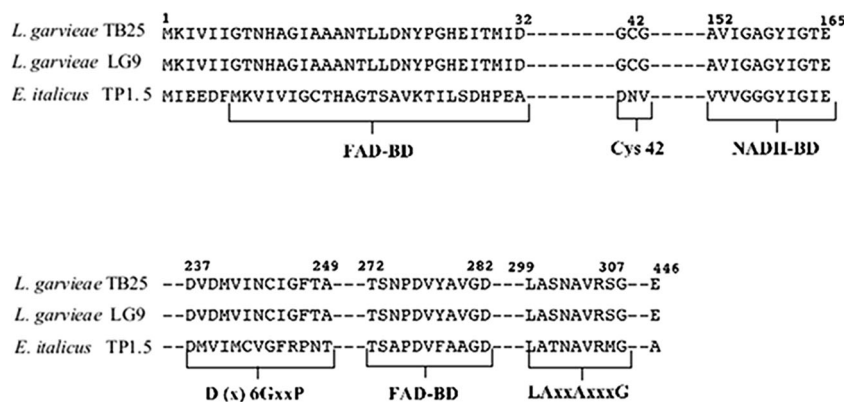 1 32 42 152 165
L. garvieae TB25 MKIVIIGTNHAGIAAANTLLDNYPGHEITMID---------GCG-----AVIGAGYIGTE
L. garvieae LG9 MKIVIIGTNHAGIAAANTLLDNYPGHEITMID---------GCG-----AVIGAGYIGTE
E. italicus TP1.5 MIEEDFMKVIVIGCTHAGTSAVKTILSDHPEA---------DNV-----VVVGGGYIGIE
FAD-BD Cys 42 NADH-BD
237 249 272 282 299 307 446
L. garvieae TB25 --DVDMVINCIGFTA---TSNPDVYAVGD---LASNAVRSG--E
L. garvieae LG9 --DVDMVINCIGFTA---TSNPDVYAVGD---LASNAVRSG--E
E. italicus TP1.5 --DMVIMCVGFRPNT---TSAPDVFAAGD---LATNAVRMG--A
D (x) 6GxxP FAD-BD LAxxAxxxG